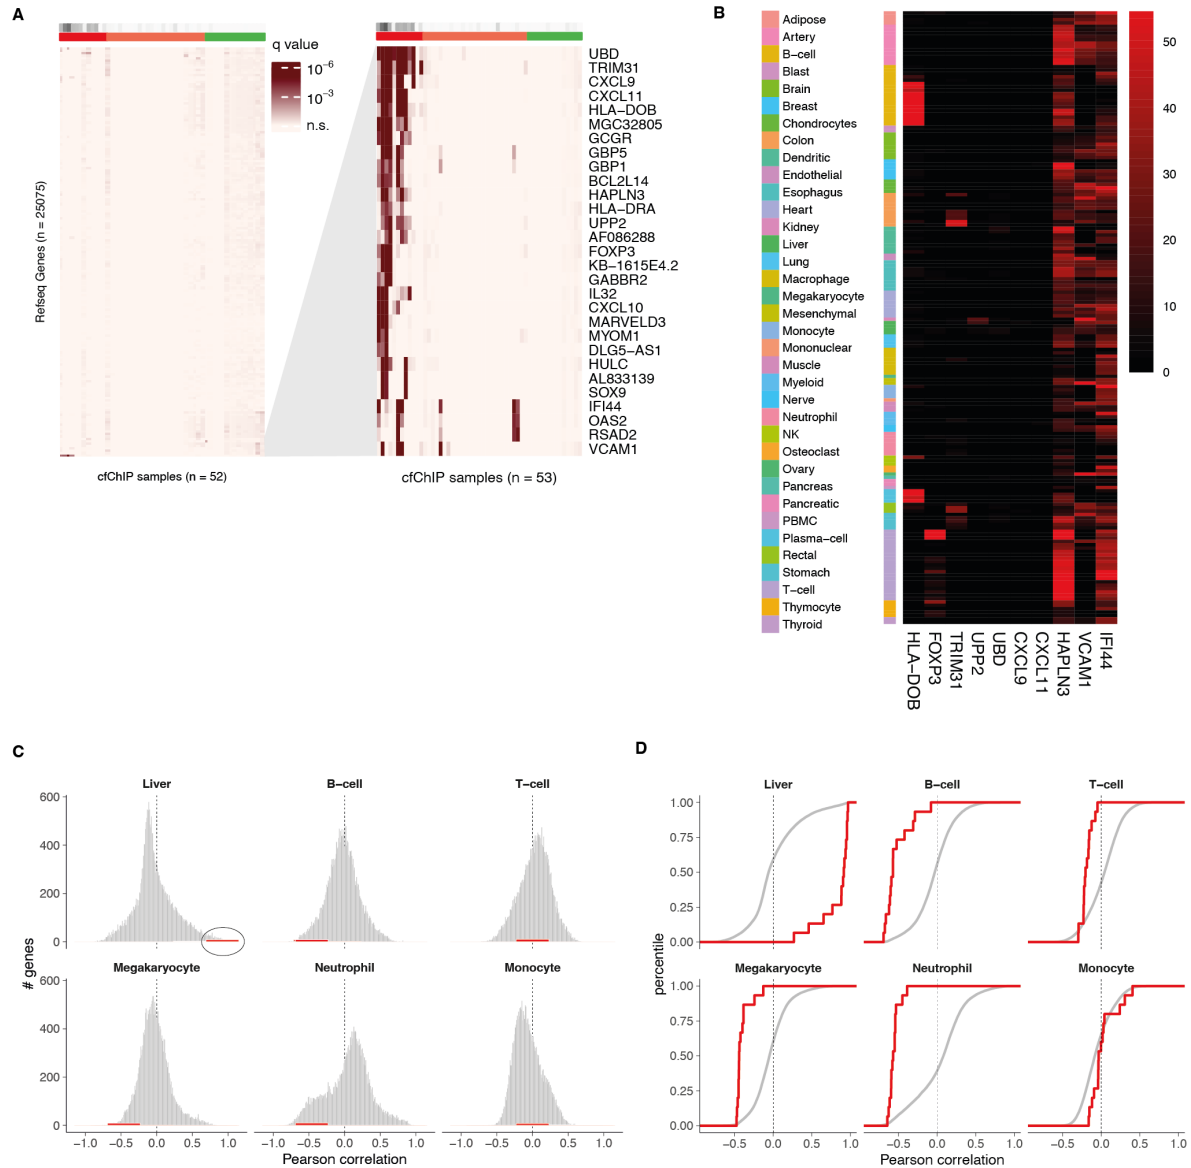 A
q value
10−6
10−3
n.s.
Refseq Genes (n = 25075)
cfChIP samples (n = 52)
UBD
TRIM31
CXCL9
CXCL11
HLA−DOB
MGC32805
GCGR
GBP5
GBP1
BCL2L14
HAPLN3
HLA−DRA
UPP2
AF086288
FOXP3
KB−1615E4.2
GABBR2
IL32
CXCL10
MARVELD3
MYOM1
DLG5−AS1
HULC
AL833139
SOX9
IFI44
OAS2
RSAD2
VCAM1
cfChIP samples (n = 53)
B
Adipose
Artery
B−cell
Blast
Brain
Breast
Chondrocytes
Colon
Dendritic
Endothelial
Esophagus
Heart
Kidney
Liver
Lung
Macrophage
Megakaryocyte
Mesenchymal
Monocyte
Mononuclear
Muscle
Myeloid
Nerve
Neutrophil
NK
Osteoclast
Ovary
Pancreas
Pancreatic
PBMC
Plasma−cell
Rectal
Stomach
T−cell
Thymocyte
Thyroid
HLA−DOB
FOXP3
TRIM31
UPP2
UBD
CXCL9
CXCL11
HAPLN3
VCAM1
IFI44
50
40
30
20
10
0
C
Liver
B−cell
T−cell
600
400
200
0
Megakaryocyte
Neutrophil
Monocyte
600
400
200
0
# genes
−1.0 −0.5 0.0 0.5 1.0
−1.0 −0.5 0.0 0.5 1.0
−1.0 −0.5 0.0 0.5 1.0
Pearson correlation
D
Liver
B−cell
T−cell
1.00
0.75
0.50
0.25
0.00
Megakaryocyte
Neutrophil
Monocyte
1.00
0.75
0.50
0.25
0.00
percentile
−0.5 0.0 0.5 1.0
−0.5 0.0 0.5 1.0
−0.5 0.0 0.5 1.0
Pearson correlation